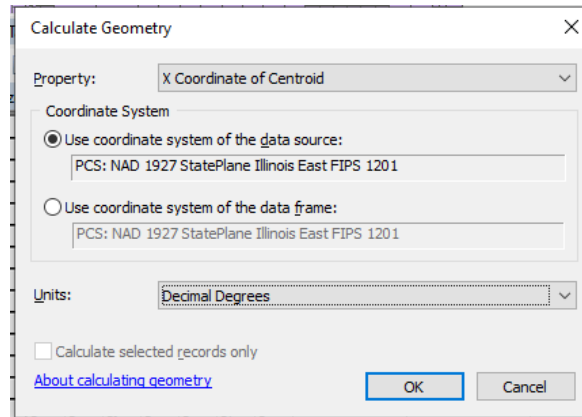 Calculate Geometry
Property: X Coordinate of Centroid
Coordinate System
Use coordinate system of the data source:
PCS: NAD 1927 StatePlane Illinois East FIPS 1201
Use coordinate system of the data frame:
PCS: NAD 1927 StatePlane Illinois East FIPS 1201
Units: Decimal Degrees
Calculate selected records only
About calculating geometry OK Cancel